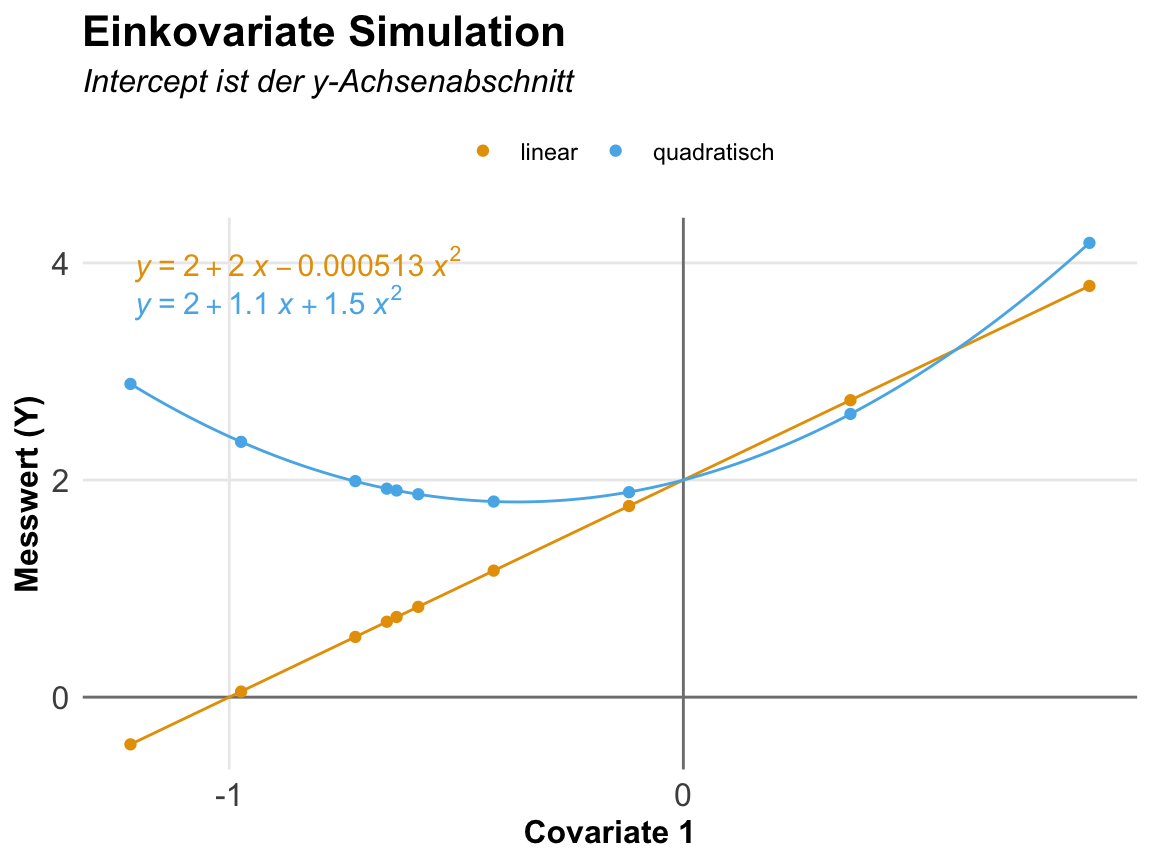 Einkovariate Simulation
Intercept ist der y-Achsenabschnitt
linear quadratisch
y = 2 + 2 x − 0.000513 x²
y = 2 + 1.1 x + 1.5 x²
4
2
0
Messwert (Y)
-1 0
Covariate 1